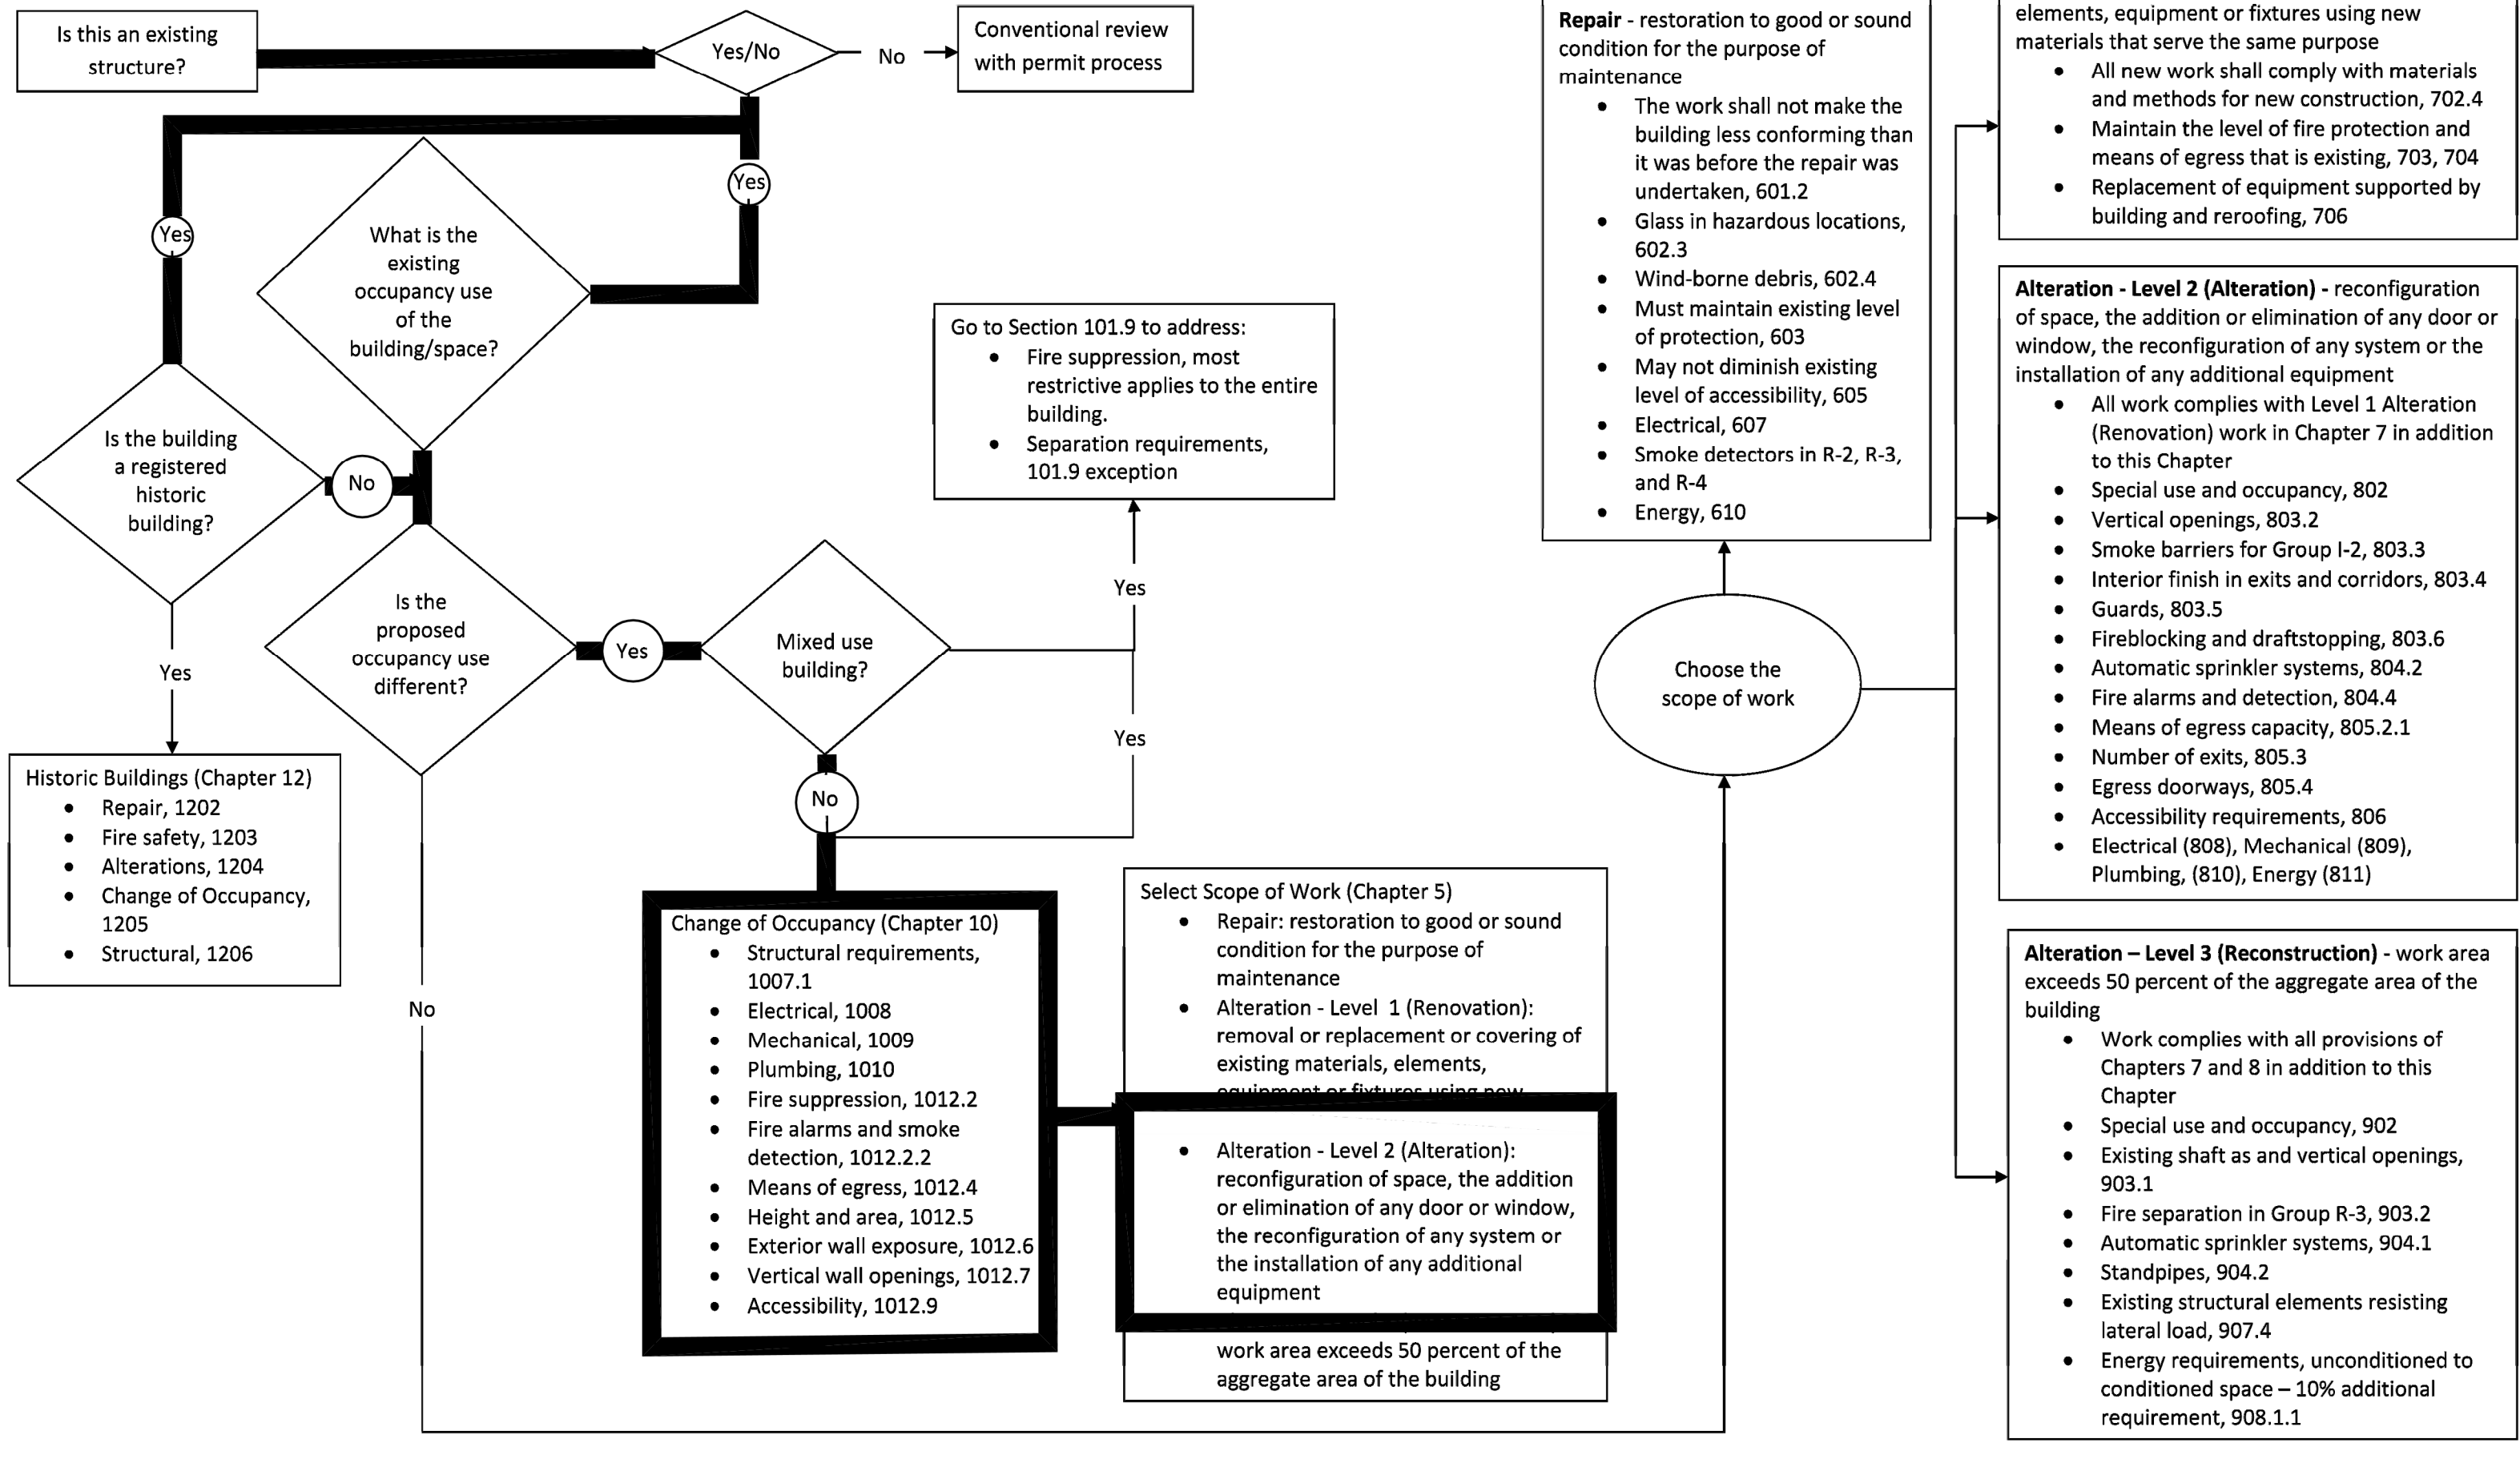 Is this an existing
structure?
Yes/No
No
Conventional review
with permit process
Yes
Yes
What is the
existing
occupancy use
of the
building/space?
Is the building
a registered
historic
building?
No
Yes
Historic Buildings (Chapter 12)
• Repair, 1202
• Fire safety, 1203
• Alterations, 1204
• Change of Occupancy,
1205
• Structural, 1206
Is the
proposed
occupancy use
different?
Yes
No
Mixed use
building?
Yes
Yes
No
Go to Section 101.9 to address:
• Fire suppression, most
restrictive applies to the entire
building.
• Separation requirements,
101.9 exception
Change of Occupancy (Chapter 10)
• Structural requirements,
1007.1
• Electrical, 1008
• Mechanical, 1009
• Plumbing, 1010
• Fire suppression, 1012.2
• Fire alarms and smoke
detection, 1012.2.2
• Means of egress, 1012.4
• Height and area, 1012.5
• Exterior wall exposure, 1012.6
• Vertical wall openings, 1012.7
• Accessibility, 1012.9
Select Scope of Work (Chapter 5)
• Repair: restoration to good or sound
condition for the purpose of
maintenance
• Alteration - Level 1 (Renovation):
removal or replacement or covering of
existing materials, elements,
equipment or fixtures using new
• Alteration - Level 2 (Alteration):
reconfiguration of space, the addition
or elimination of any door or window,
the reconfiguration of any system or
the installation of any additional
equipment
work area exceeds 50 percent of the
aggregate area of the building
Repair - restoration to good or sound
condition for the purpose of
maintenance
• The work shall not make the
building less conforming than
it was before the repair was
undertaken, 601.2
• Glass in hazardous locations,
602.3
• Wind-borne debris, 602.4
• Must maintain existing level
of protection, 603
• May not diminish existing
level of accessibility, 605
• Electrical, 607
• Smoke detectors in R-2, R-3,
and R-4
• Energy, 610
Choose the
scope of work
elements, equipment or fixtures using new
materials that serve the same purpose
• All new work shall comply with materials
and methods for new construction, 702.4
• Maintain the level of fire protection and
means of egress that is existing, 703, 704
• Replacement of equipment supported by
building and reroofing, 706
Alteration - Level 2 (Alteration) - reconfiguration
of space, the addition or elimination of any door or
window, the reconfiguration of any system or the
installation of any additional equipment
• All work complies with Level 1 Alteration
(Renovation) work in Chapter 7 in addition
to this Chapter
• Special use and occupancy, 802
• Vertical openings, 803.2
• Smoke barriers for Group I-2, 803.3
• Interior finish in exits and corridors, 803.4
• Guards, 803.5
• Fireblocking and draftstopping, 803.6
• Automatic sprinkler systems, 804.2
• Fire alarms and detection, 804.4
• Means of egress capacity, 805.2.1
• Number of exits, 805.3
• Egress doorways, 805.4
• Accessibility requirements, 806
• Electrical (808), Mechanical (809),
Plumbing, (810), Energy (811)
Alteration – Level 3 (Reconstruction) - work area
exceeds 50 percent of the aggregate area of the
building
• Work complies with all provisions of
Chapters 7 and 8 in addition to this
Chapter
• Special use and occupancy, 902
• Existing shaft as and vertical openings,
903.1
• Fire separation in Group R-3, 903.2
• Automatic sprinkler systems, 904.1
• Standpipes, 904.2
• Existing structural elements resisting
lateral load, 907.4
• Energy requirements, unconditioned to
conditioned space – 10% additional
requirement, 908.1.1